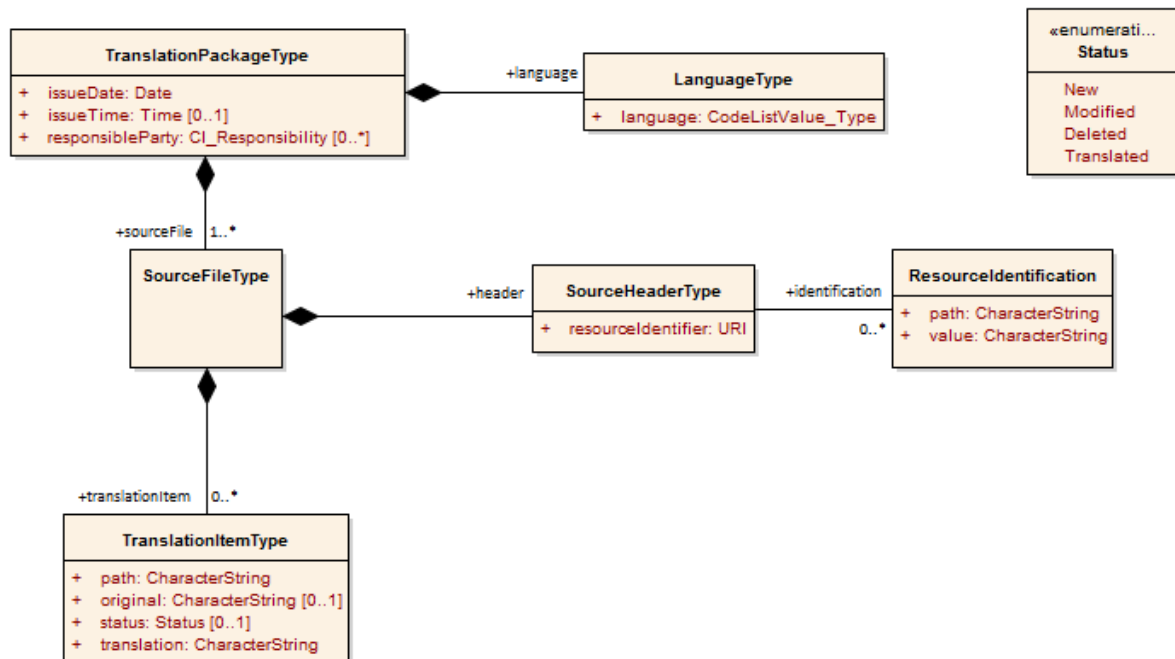 TranslationPackageType
+ issueDate: Date
+ issueTime: Time [0..1]
+ responsibleParty: CI_Responsibility [0..*]
+language
LanguageType
+ language: CodeListValue_Type
«enumerati...
Status
New
Modified
Deleted
Translated
+sourceFile 1..*
SourceFileType
+header
SourceHeaderType
+ resourceIdentifier: URI
+identification
0..*
ResourceIdentification
+ path: CharacterString
+ value: CharacterString
+translationItem 0..*
TranslationItemType
+ path: CharacterString
+ original: CharacterString [0..1]
+ status: Status [0..1]
+ translation: CharacterString